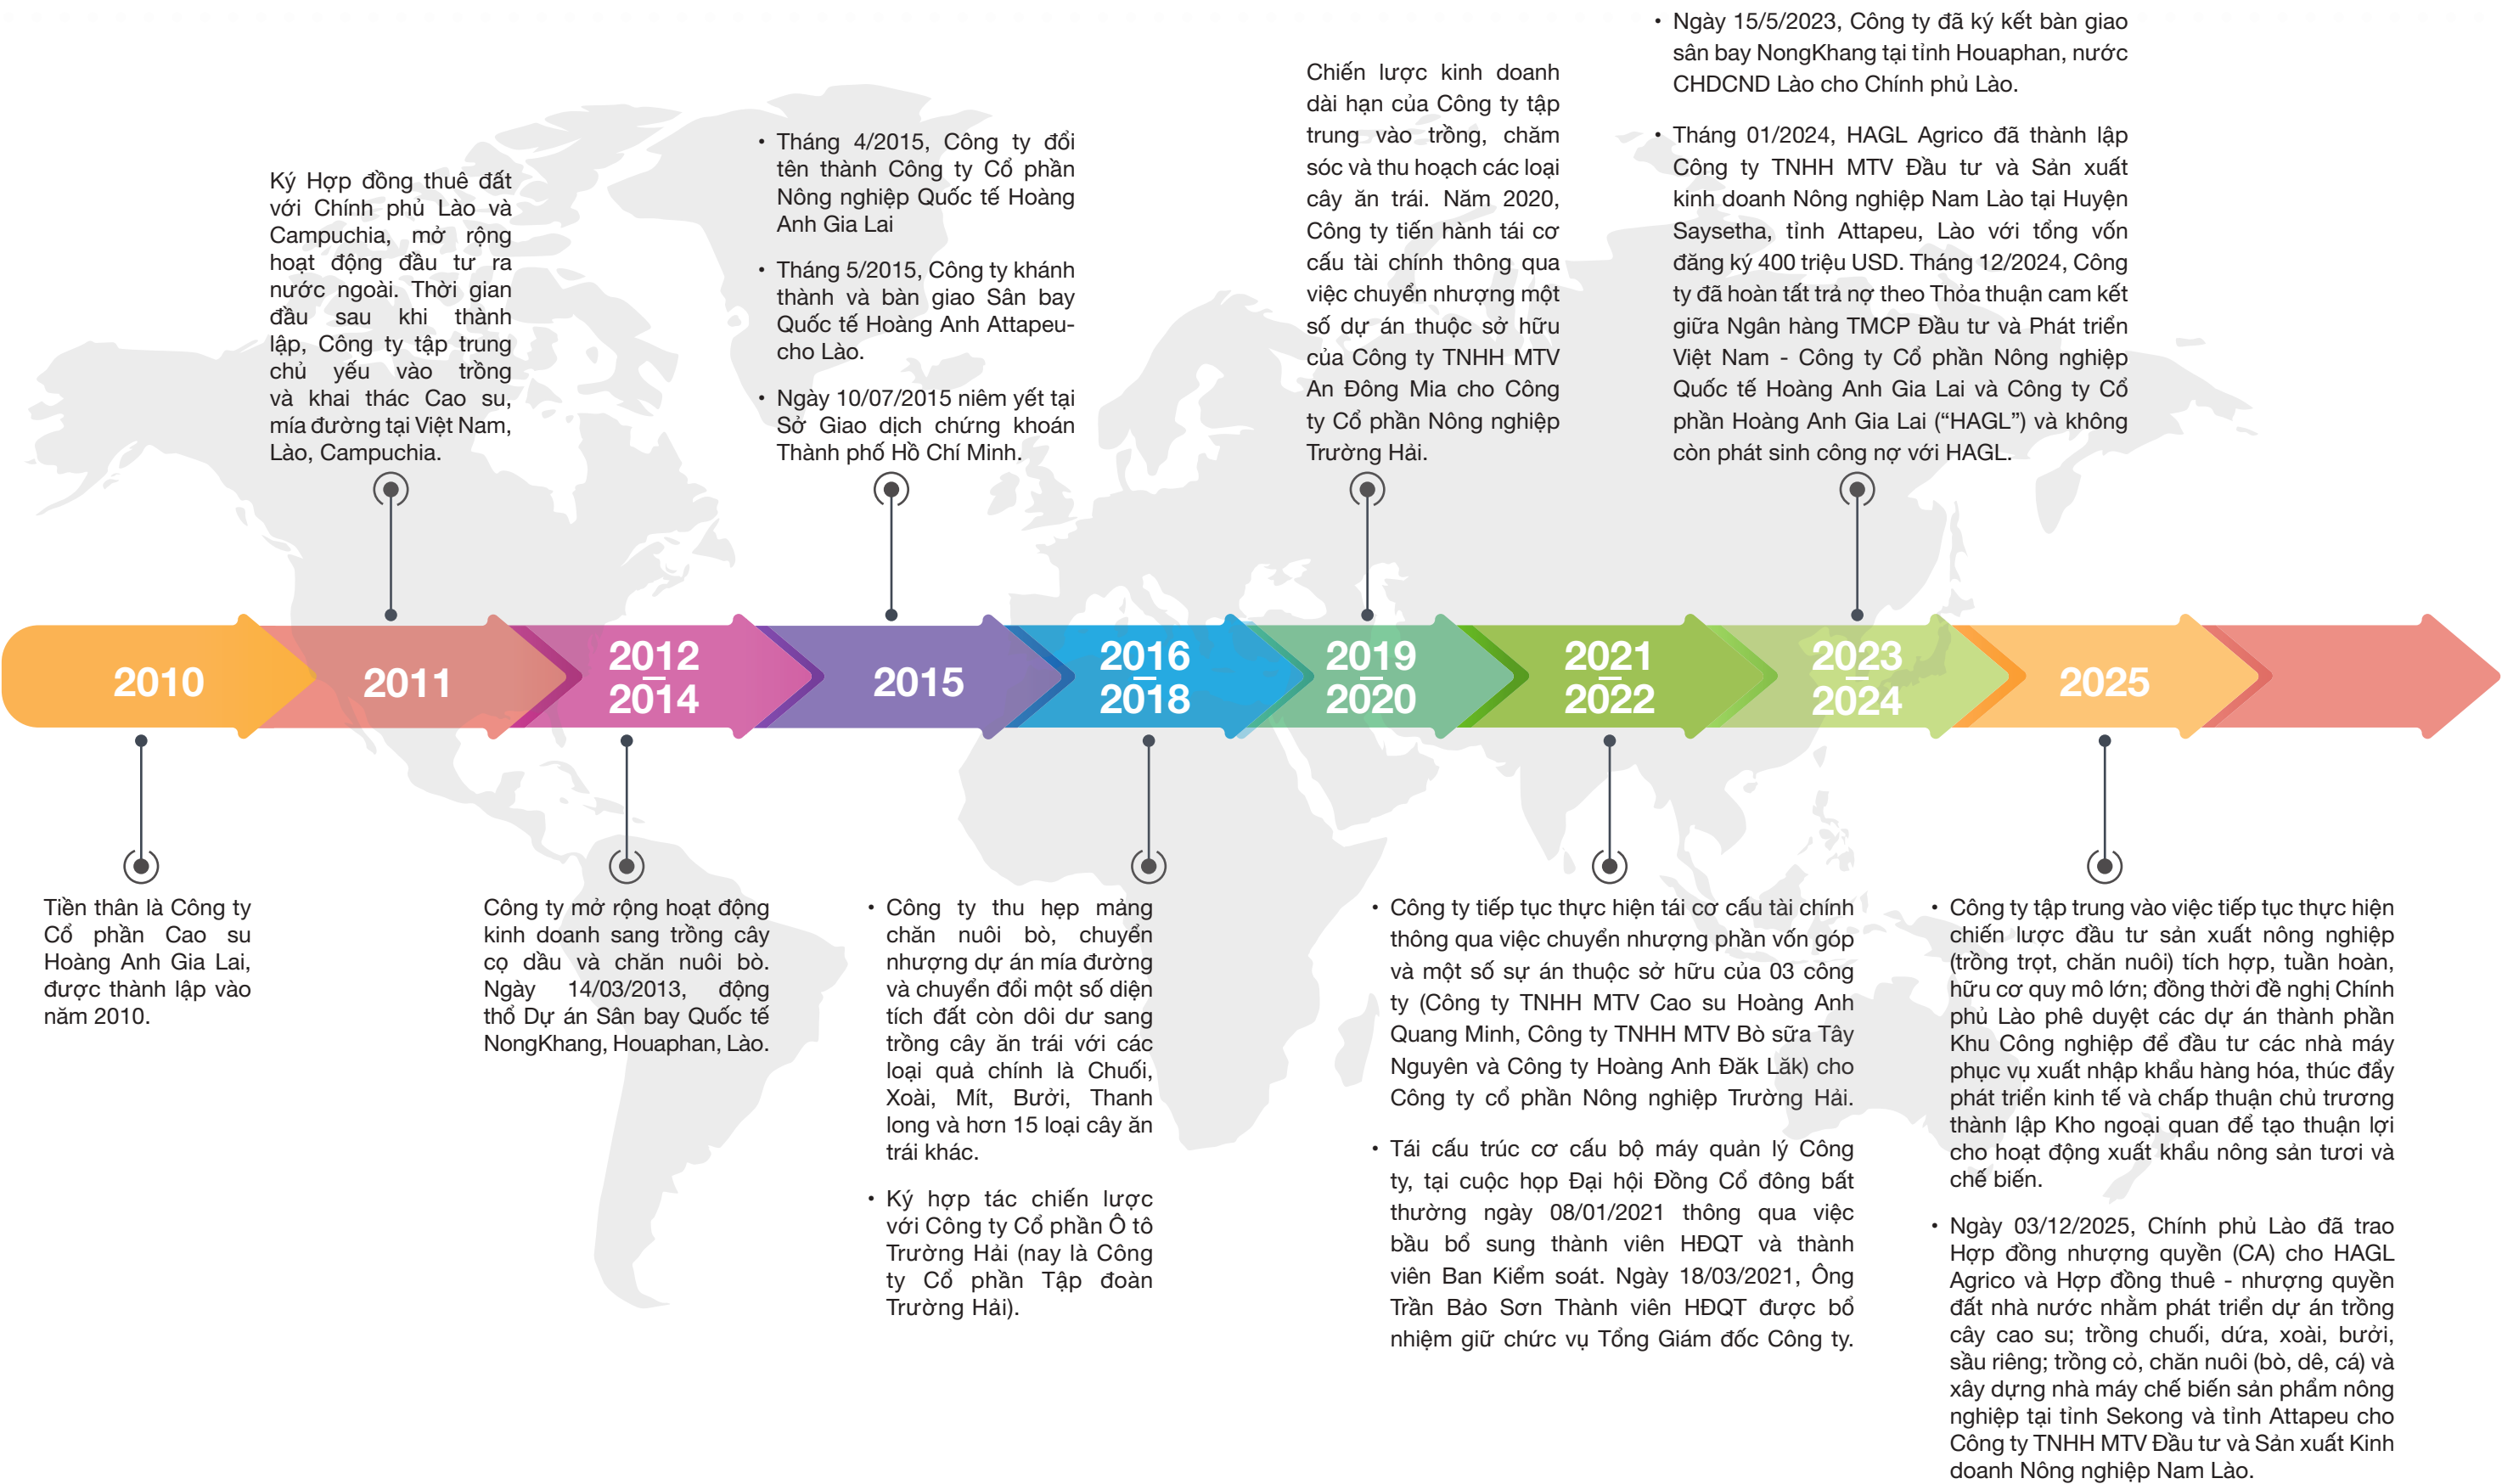 Ký Hợp đồng thuê đất
với Chính phủ Lào và
Campuchia, mở rộng
hoạt động đầu tư ra
nước ngoài. Thời gian
đầu sau khi thành
lập, Công ty tập trung
chủ yếu vào trồng
và khai thác Cao su,
mía đường tại Việt Nam,
Lào, Campuchia.
• Tháng 4/2015, Công ty đổi
tên thành Công ty Cổ phần
Nông nghiệp Quốc tế Hoàng
Anh Gia Lai
• Tháng 5/2015, Công ty khánh
thành và bàn giao Sân bay
Quốc tế Hoàng Anh Attapeu-
cho Lào.
• Ngày 10/07/2015 niêm yết tại
Sở Giao dịch chứng khoán
Thành phố Hồ Chí Minh.
Chiến lược kinh doanh
dài hạn của Công ty tập
trung vào trồng, chăm
sóc và thu hoạch các loại
cây ăn trái. Năm 2020,
Công ty tiến hành tái cơ
cấu tài chính thông qua
việc chuyển nhượng một
số dự án thuộc sở hữu
của Công ty TNHH MTV
An Đông Mia cho Công
ty Cổ phần Nông nghiệp
Trường Hải.
• Ngày 15/5/2023, Công ty đã ký kết bàn giao
sân bay NongKhang tại tỉnh Houaphan, nước
CHDCND Lào cho Chính phủ Lào.
• Tháng 01/2024, HAGL Agrico đã thành lập
Công ty TNHH MTV Đầu tư và Sản xuất
kinh doanh Nông nghiệp Nam Lào tại Huyện
Saysetha, tỉnh Attapeu, Lào với tổng vốn
đăng ký 400 triệu USD. Tháng 12/2024, Công
ty đã hoàn tất trả nợ theo Thỏa thuận cam kết
giữa Ngân hàng TMCP Đầu tư và Phát triển
Việt Nam - Công ty Cổ phần Nông nghiệp
Quốc tế Hoàng Anh Gia Lai và Công ty Cổ
phần Hoàng Anh Gia Lai (“HAGL”) và không
còn phát sinh công nợ với HAGL.
2010
2011
2012
–
2014
2015
2016
–
2018
2019
–
2020
2021
–
2022
2023
–
2024
2025
Tiền thân là Công ty
Cổ phần Cao su
Hoàng Anh Gia Lai,
được thành lập vào
năm 2010.
Công ty mở rộng hoạt động
kinh doanh sang trồng cây
cọ dầu và chăn nuôi bò.
Ngày 14/03/2013, động
thổ Dự án Sân bay Quốc tế
NongKhang, Houaphan, Lào.
• Công ty thu hẹp mảng
chăn nuôi bò, chuyển
nhượng dự án mía đường
và chuyển đổi một số diện
tích đất còn dôi dư sang
trồng cây ăn trái với các
loại quả chính là Chuối,
Xoài, Mít, Bưởi, Thanh
long và hơn 15 loại cây ăn
trái khác.
• Ký hợp tác chiến lược
với Công ty Cổ phần Ô tô
Trường Hải (nay là Công
ty Cổ phần Tập đoàn
Trường Hải).
• Công ty tiếp tục thực hiện tái cơ cấu tài chính
thông qua việc chuyển nhượng phần vốn góp
và một số sự án thuộc sở hữu của 03 công
ty (Công ty TNHH MTV Cao su Hoàng Anh
Quang Minh, Công ty TNHH MTV Bò sữa Tây
Nguyên và Công ty Hoàng Anh Đăk Lăk) cho
Công ty cổ phần Nông nghiệp Trường Hải.
• Tái cấu trúc cơ cấu bộ máy quản lý Công
ty, tại cuộc họp Đại hội Đồng Cổ đông bất
thường ngày 08/01/2021 thông qua việc
bầu bổ sung thành viên HĐQT và thành
viên Ban Kiểm soát. Ngày 18/03/2021, Ông
Trần Bảo Sơn Thành viên HĐQT được bổ
nhiệm giữ chức vụ Tổng Giám đốc Công ty.
• Công ty tập trung vào việc tiếp tục thực hiện
chiến lược đầu tư sản xuất nông nghiệp
(trồng trọt, chăn nuôi) tích hợp, tuần hoàn,
hữu cơ quy mô lớn; đồng thời đề nghị Chính
phủ Lào phê duyệt các dự án thành phần
Khu Công nghiệp để đầu tư các nhà máy
phục vụ xuất nhập khẩu hàng hóa, thúc đẩy
phát triển kinh tế và chấp thuận chủ trương
thành lập Kho ngoại quan để tạo thuận lợi
cho hoạt động xuất khẩu nông sản tươi và
chế biến.
• Ngày 03/12/2025, Chính phủ Lào đã trao
Hợp đồng nhượng quyền (CA) cho HAGL
Agrico và Hợp đồng thuê - nhượng quyền
đất nhà nước nhằm phát triển dự án trồng
cây cao su; trồng chuối, dứa, xoài, bưởi,
sầu riêng; trồng cỏ, chăn nuôi (bò, dê, cá) và
xây dựng nhà máy chế biến sản phẩm nông
nghiệp tại tỉnh Sekong và tỉnh Attapeu cho
Công ty TNHH MTV Đầu tư và Sản xuất Kinh
doanh Nông nghiệp Nam Lào.